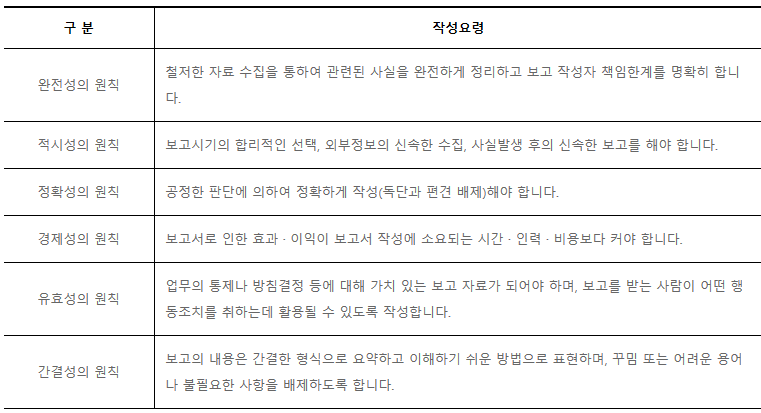 구 분
작성요령
완전성의 원칙
철저한 자료 수집을 통하여 관련된 사실을 완전하게 정리하고 보고 작성자 책임한계를 명확히 합니
다.
적시성의 원칙
보고시기의 합리적인 선택, 외부정보의 신속한 수집, 사실발생 후의 신속한 보고를 해야 합니다.
정확성의 원칙
공정한 판단에 의하여 정확하게 작성(독단과 편견 배제)해야 합니다.
경제성의 원칙
보고서로 인한 효과 · 이익이 보고서 작성에 소요되는 시간 · 인력 · 비용보다 커야 합니다.
유효성의 원칙
업무의 통제나 방침결정 등에 대해 가치 있는 보고 자료가 되어야 하며, 보고를 받는 사람이 어떤 행
동조치를 취하는데 활용될 수 있도록 작성합니다.
간결성의 원칙
보고의 내용은 간결한 형식으로 요약하고 이해하기 쉬운 방법으로 표현하며, 꾸밈 또는 어려운 용어
나 불필요한 사항을 배제하도록 합니다.